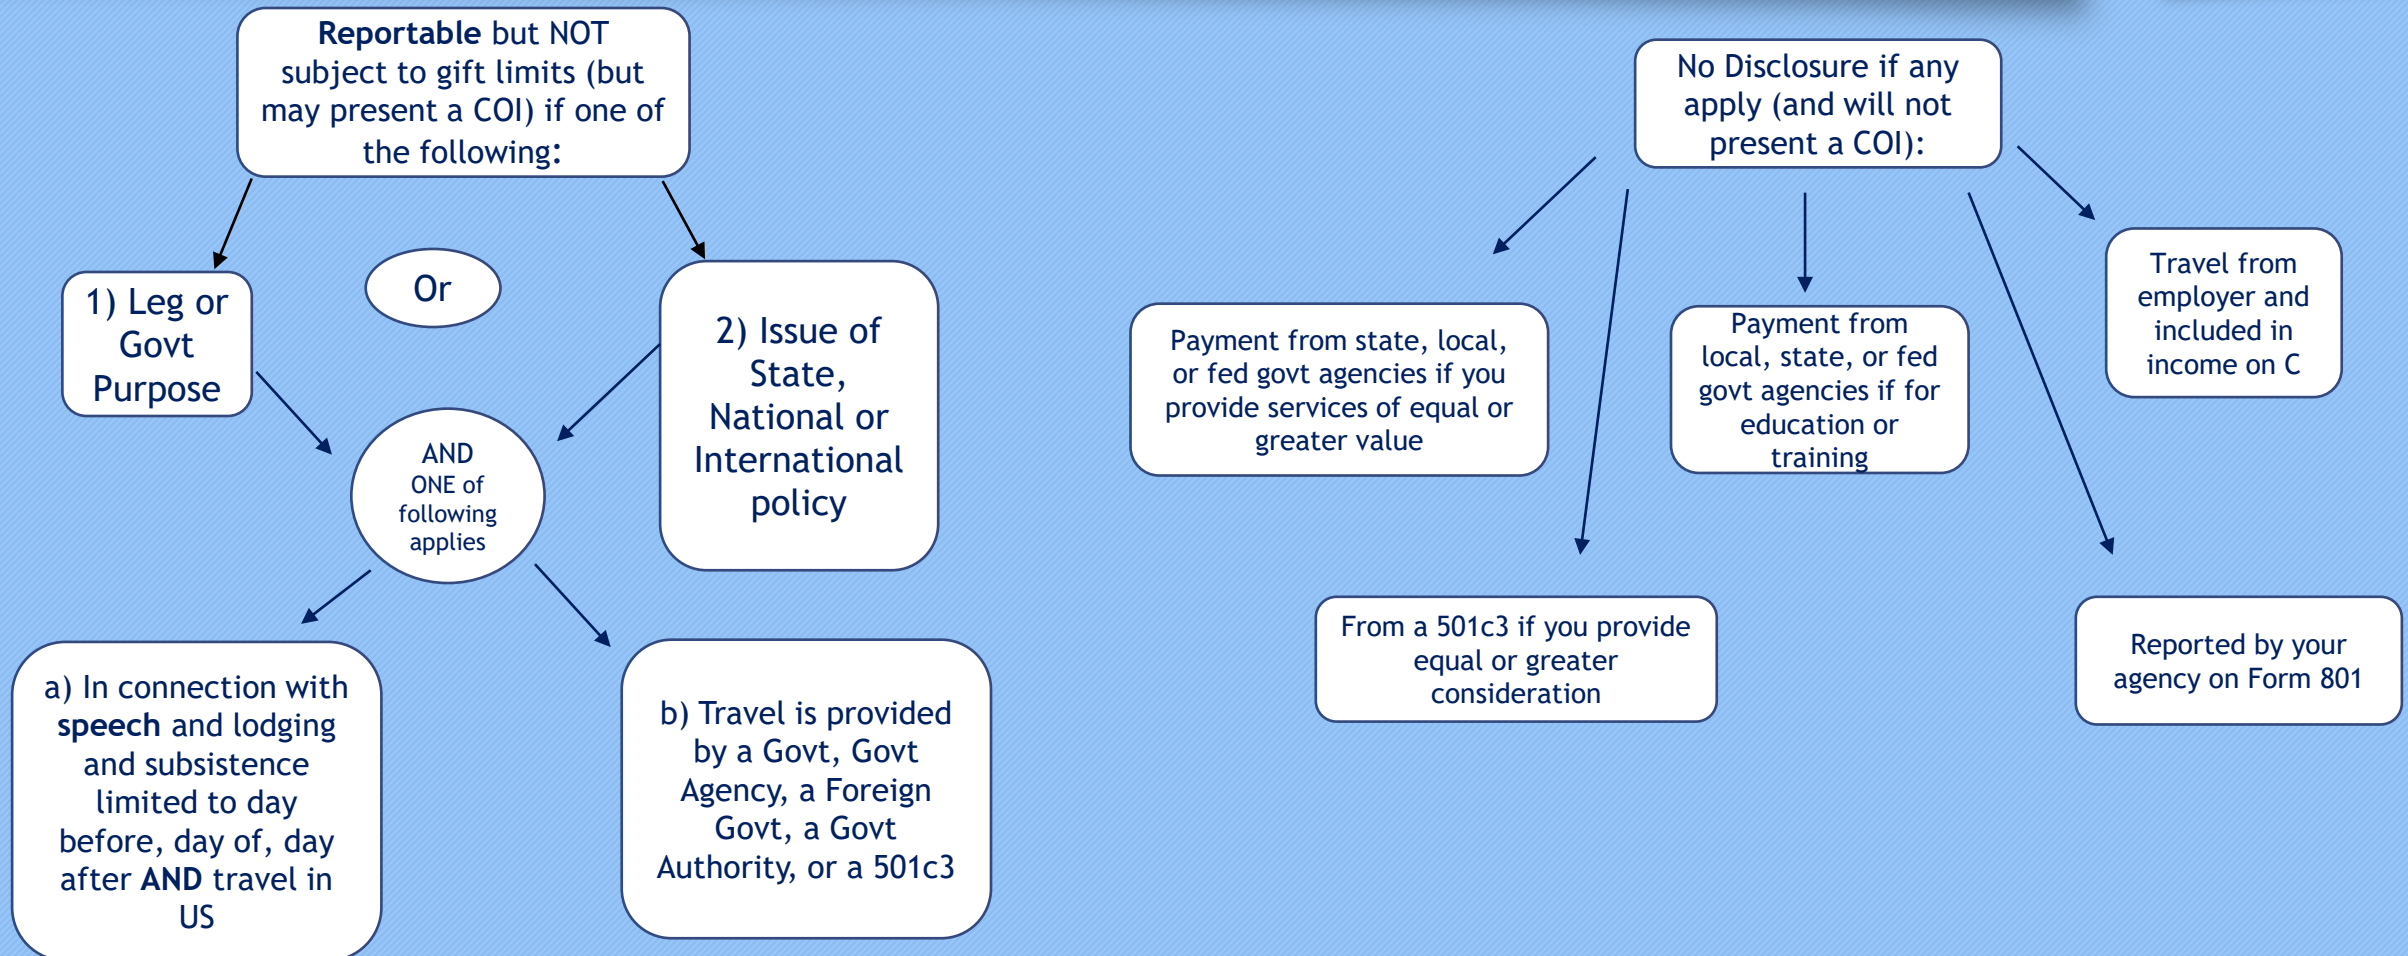 Reportable but NOT
subject to gift limits (but
may present a COI) if one of
the following:
1) Leg or
Govt
Purpose
Or
2) Issue of
State,
National or
International
policy
AND
ONE of
following
applies
a) In connection with
speech and lodging
and subsistence
limited to day
before, day of, day
after AND travel in
US
b) Travel is provided
by a Govt, Govt
Agency, a Foreign
Govt, a Govt
Authority, or a 501c3
No Disclosure if any
apply (and will not
present a COI):
Payment from state, local,
or fed govt agencies if you
provide services of equal or
greater value
Payment from
local, state, or fed
govt agencies if for
education or
training
Travel from
employer and
included in
income on C
From a 501c3 if you provide
equal or greater
consideration
Reported by your
agency on Form 801